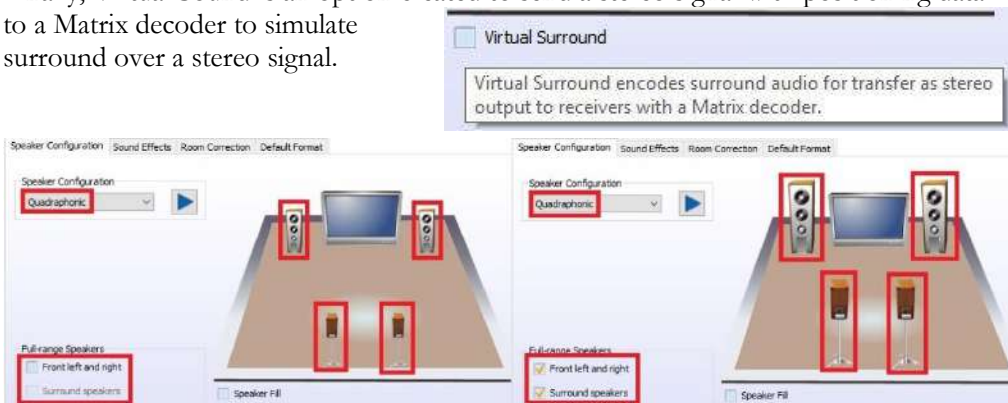 to a Matrix decoder to simulate
surround over a stereo signal.
Virtual Surround
Virtual Surround encodes surround audio for transfer as stereo
output to receivers with a Matrix decoder.
Speaker Configuration Sound Effects Room Correction Default Format
Speaker Configuration
Quadraphonic
Full-range Speakers
Front left and right
Surround speakers
Speaker Fill
Speaker Configuration Sound Effects Room Correction Default Format
Speaker Configuration
Quadraphonic
Full-range Speakers
Front left and right
Surround speakers
Speaker Fill